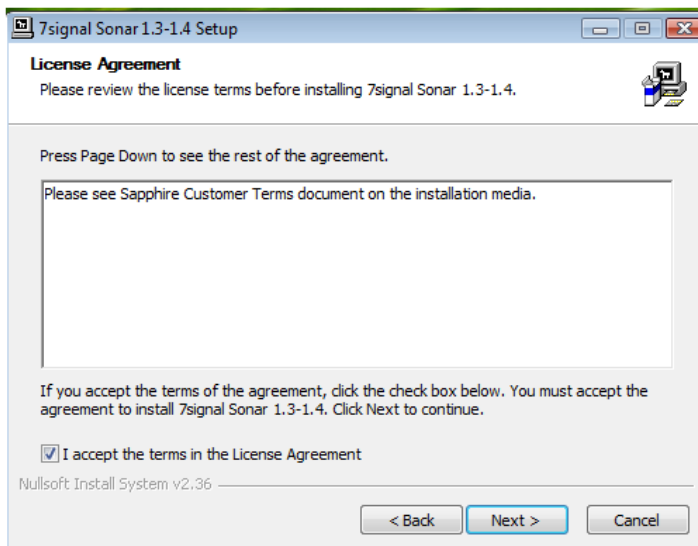 7signal Sonar 1.3-1.4 Setup
License Agreement
Please review the license terms before installing 7signal Sonar 1.3-1.4.
Press Page Down to see the rest of the agreement.
Please see Sapphire Customer Terms document on the installation media.
If you accept the terms of the agreement, click the check box below. You must accept the
agreement to install 7signal Sonar 1.3-1.4. Click Next to continue.
I accept the terms in the License Agreement
Nullsoft Install System v2.36
< Back Next > Cancel